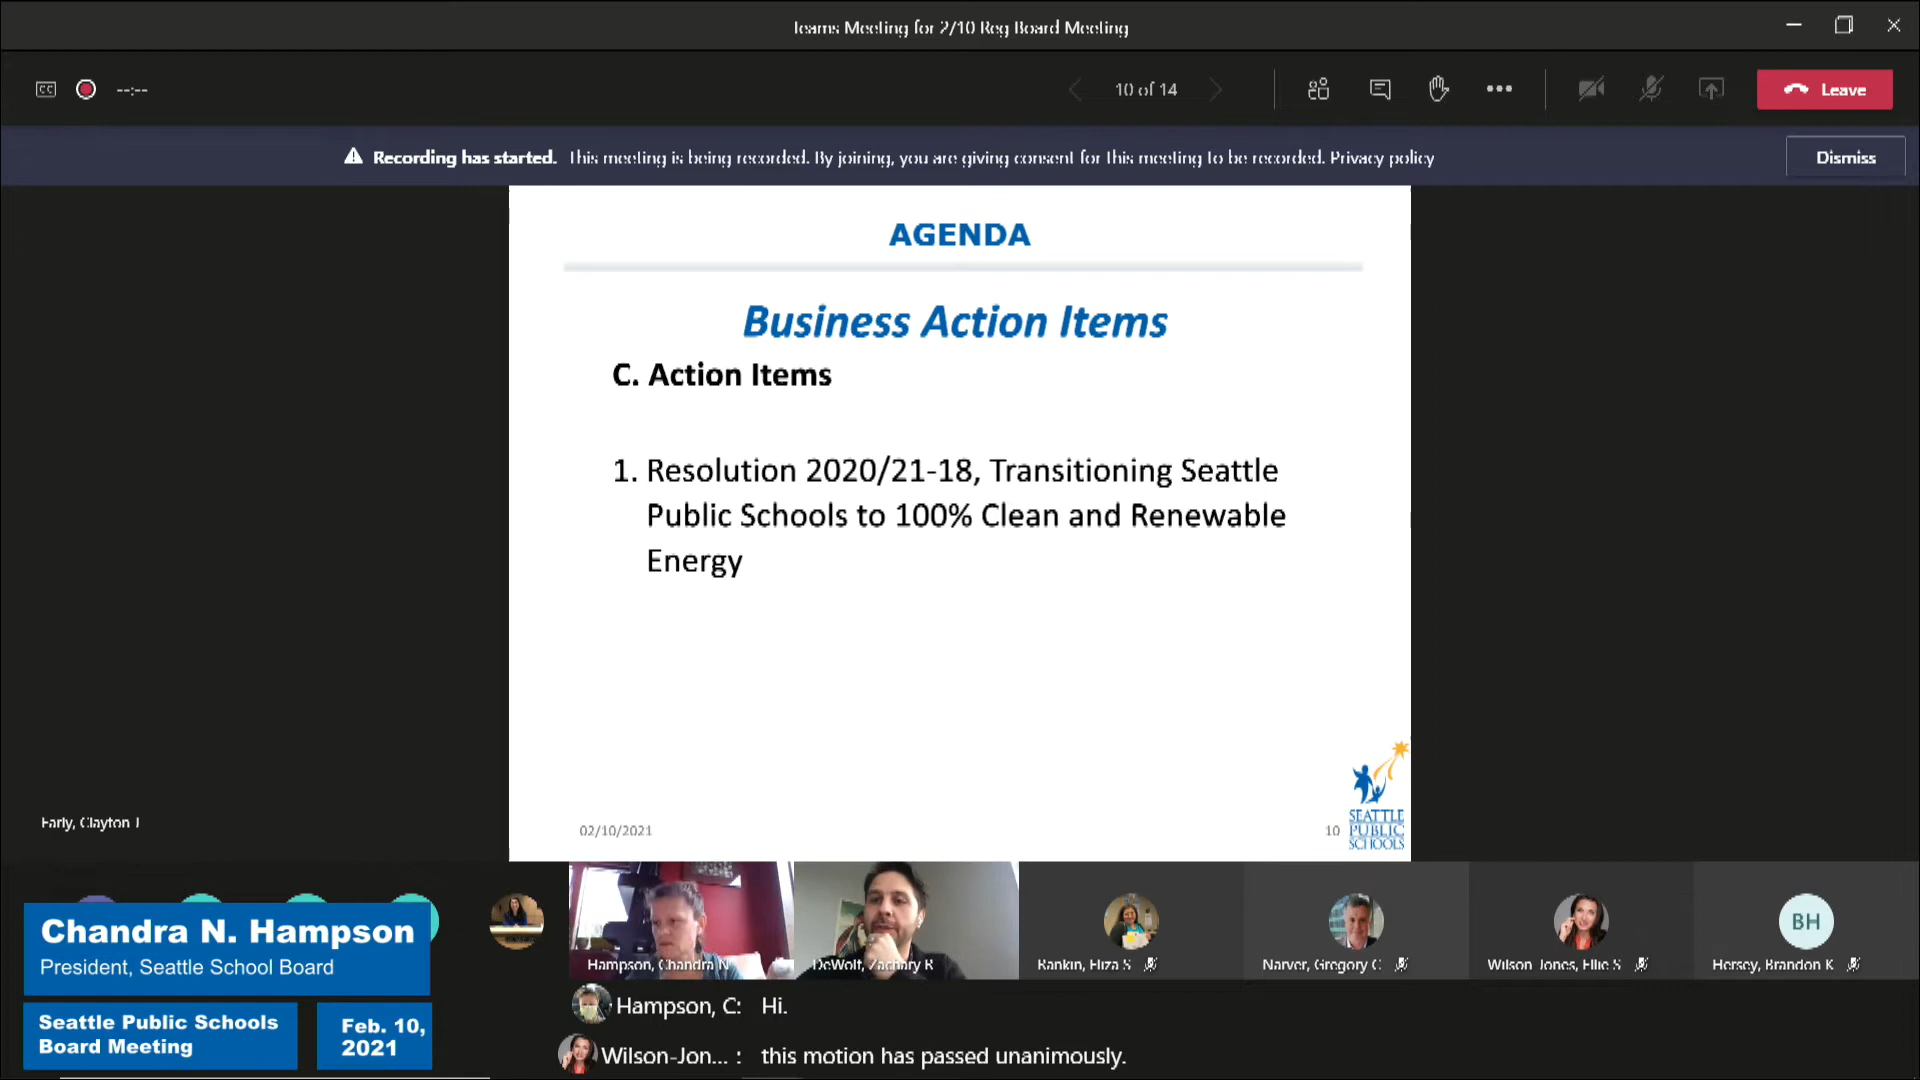 Teams Meeting for 2/10 Reg Board Meeting
CC
--:--
10 of 14
Leave
Recording has started. This meeting is being recorded. By joining, you are giving consent for this meeting to be recorded. Privacy policy
Dismiss
AGENDA
Business Action Items
C. Action Items
1. Resolution 2020/21-18, Transitioning Seattle
Public Schools to 100% Clean and Renewable
Energy
02/10/2021
10
SEATTLE
PUBLIC
SCHOOLS
Early, Clayton J
Chandra N. Hampson
President, Seattle School Board
Seattle Public Schools
Board Meeting
Feb. 10,
2021
Hampson, Chandra N
DeWolf, Zachary R
Rankin, Eliza S
Narver, Gregory C
Wilson-Jones, Ellie S
BH
Hersey, Brandon K
Hampson, C: Hi.
Wilson-Jon... : this motion has passed unanimously.